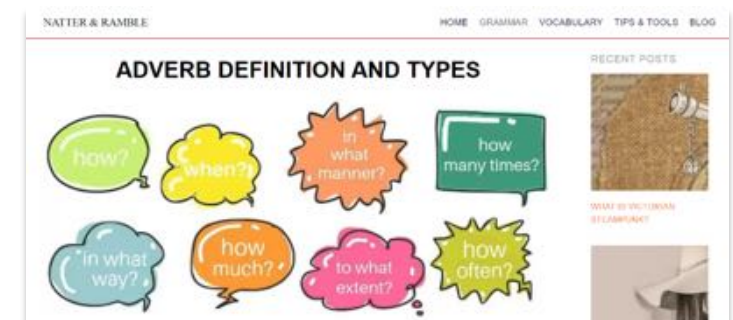 NATTER & RAMBLE
HOME GRAMMAR VOCABULARY TIPS & TOOLS BLOG
ADVERB DEFINITION AND TYPES
how?
when?
in
what
manner?
how
many times?
in what
way?
how
much?
to what
extent?
how
often?
RECENT POSTS
WHAT IS VICTORIAN
STEAMPUNK?